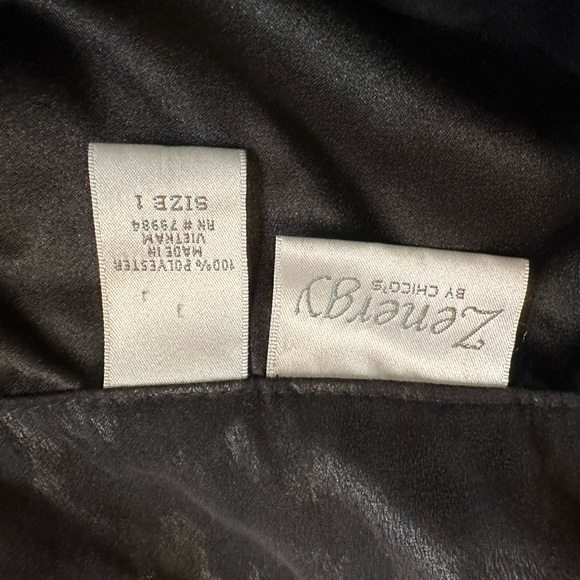 Zenergy
BY CHICO'S
100% POLYESTER
MADE IN
VIETNAM
RN # 79984
SIZE 1